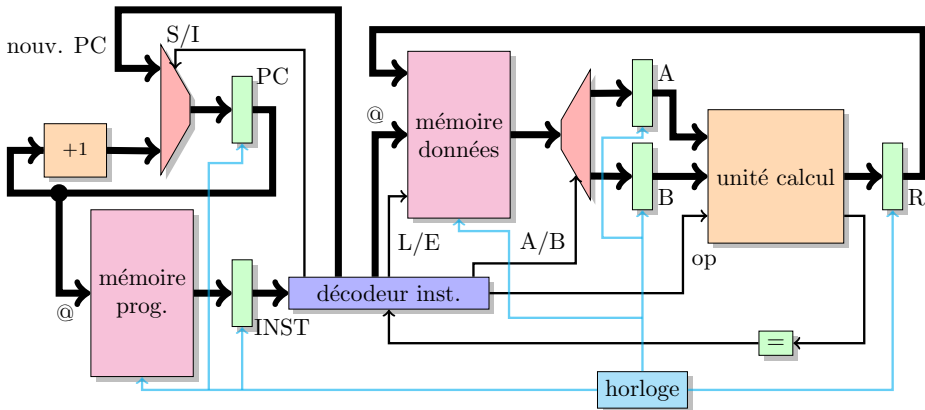 nouv. PC
S/I
PC
+1
@
mémoire
prog.
INST
décodeur inst.
@
mémoire
données
L/E
A/B
A
B
unité calcul
op
R
=
horloge